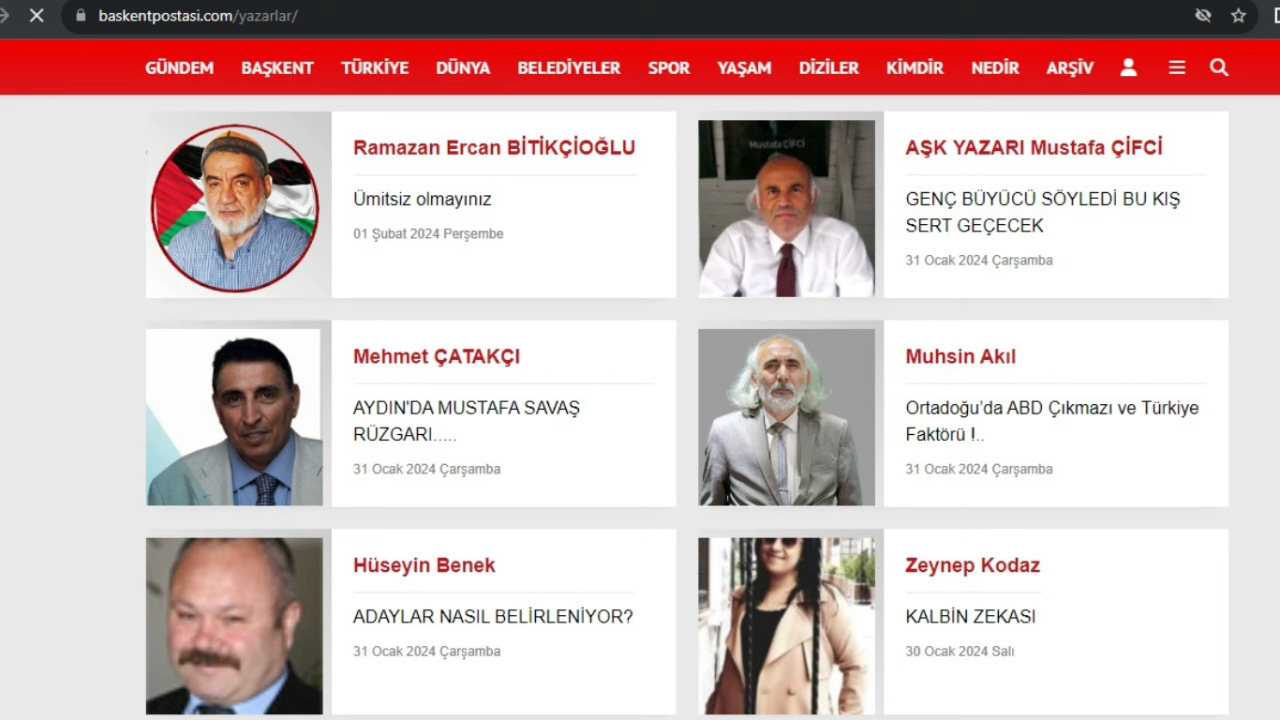 baskentpostasi.com/yazarlar/
GÜNDEM BAŞKENT TÜRKİYE DÜNYA BELEDİYELER SPOR YAŞAM DİZİLER KİMDİR NEDİR ARŞİV
Ramazan Ercan BİTİKÇİOĞLU
Ümitsiz olmayınız
01 Şubat 2024 Perşembe
Mustafa ÇİFCİ
AŞK YAZARI Mustafa ÇİFCİ
GENÇ BÜYÜCÜ SÖYLEDİ BU KIŞ
SERT GEÇECEK
31 Ocak 2024 Çarşamba
Mehmet ÇATAKÇI
AYDIN'DA MUSTAFA SAVAŞ
RÜZGARI.....
31 Ocak 2024 Çarşamba
Muhsin Akıl
Ortadoğu’da ABD Çıkmazı ve Türkiye
Faktörü !..
31 Ocak 2024 Çarşamba
Hüseyin Benek
ADAYLAR NASIL BELİRLENİYOR?
31 Ocak 2024 Çarşamba
Zeynep Kodaz
KALBİN ZEKASI
30 Ocak 2024 Salı